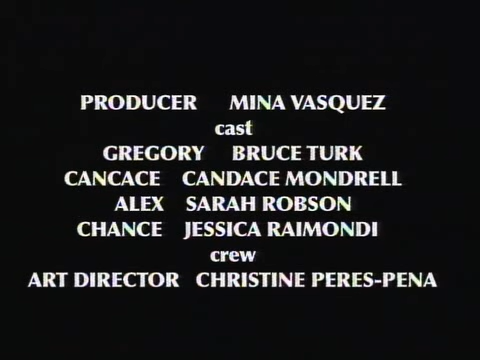 PRODUCER MINA VASQUEZ
cast
GREGORY BRUCE TURK
CANCACE CANDACE MONDRELL
ALEX SARAH ROBSON
CHANCE JESSICA RAIMONDI
crew
ART DIRECTOR CHRISTINE PERES-PENA